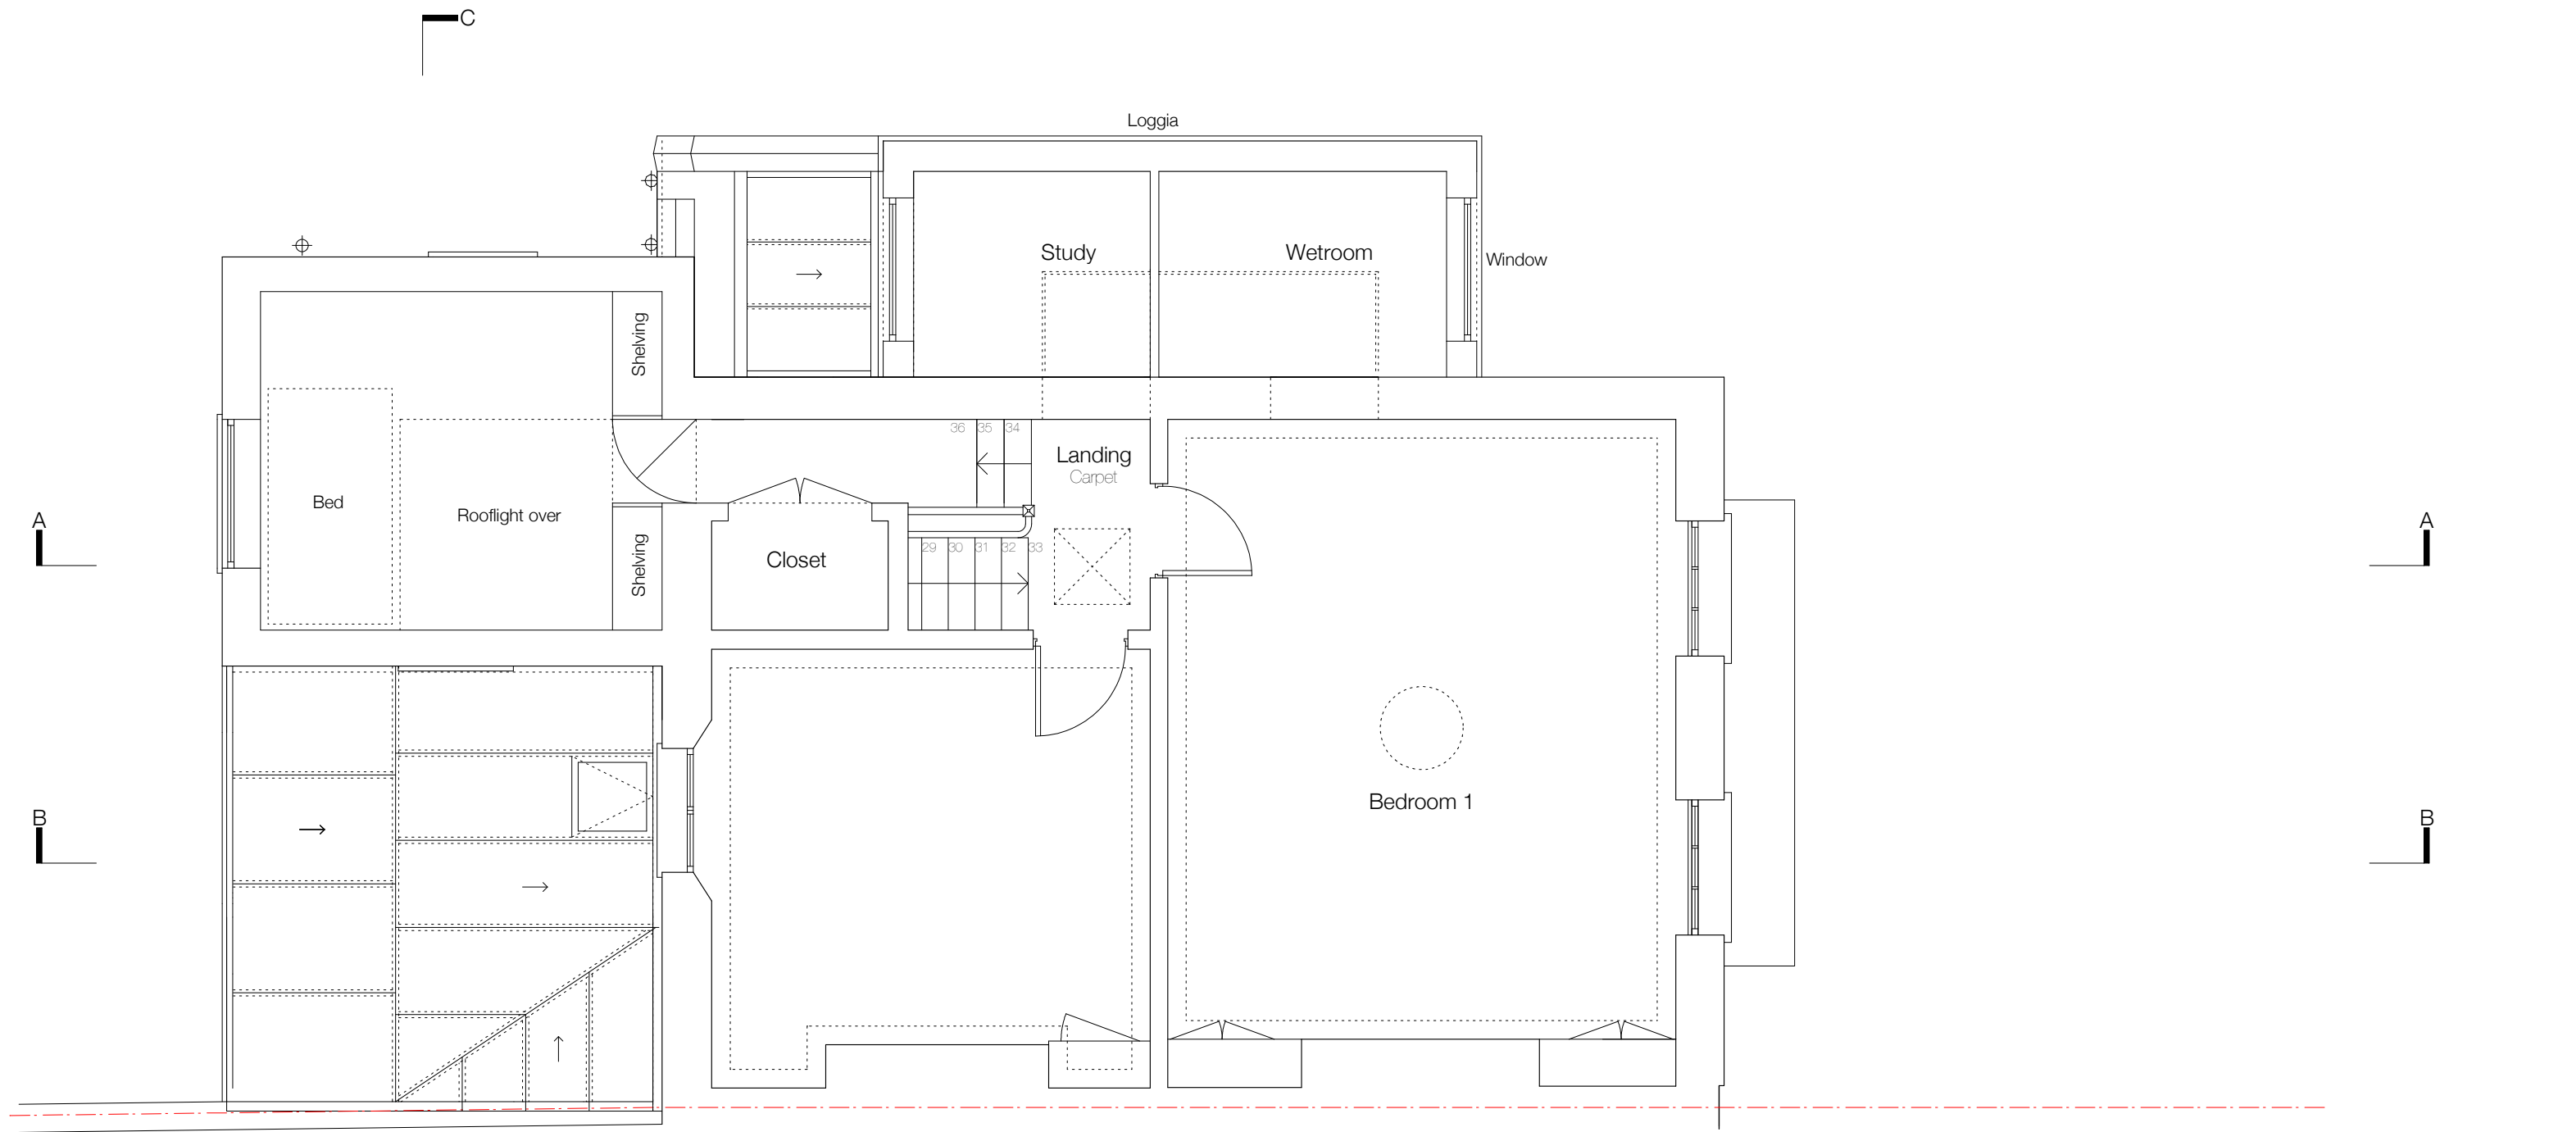 C
Loggia
Study
Wetroom
Window
Shelving
36
35
34
Landing
Carpet
Bed
Rooflight over
A
A
Shelving
Closet
29
30
31
32
33
Bedroom 1
B
B